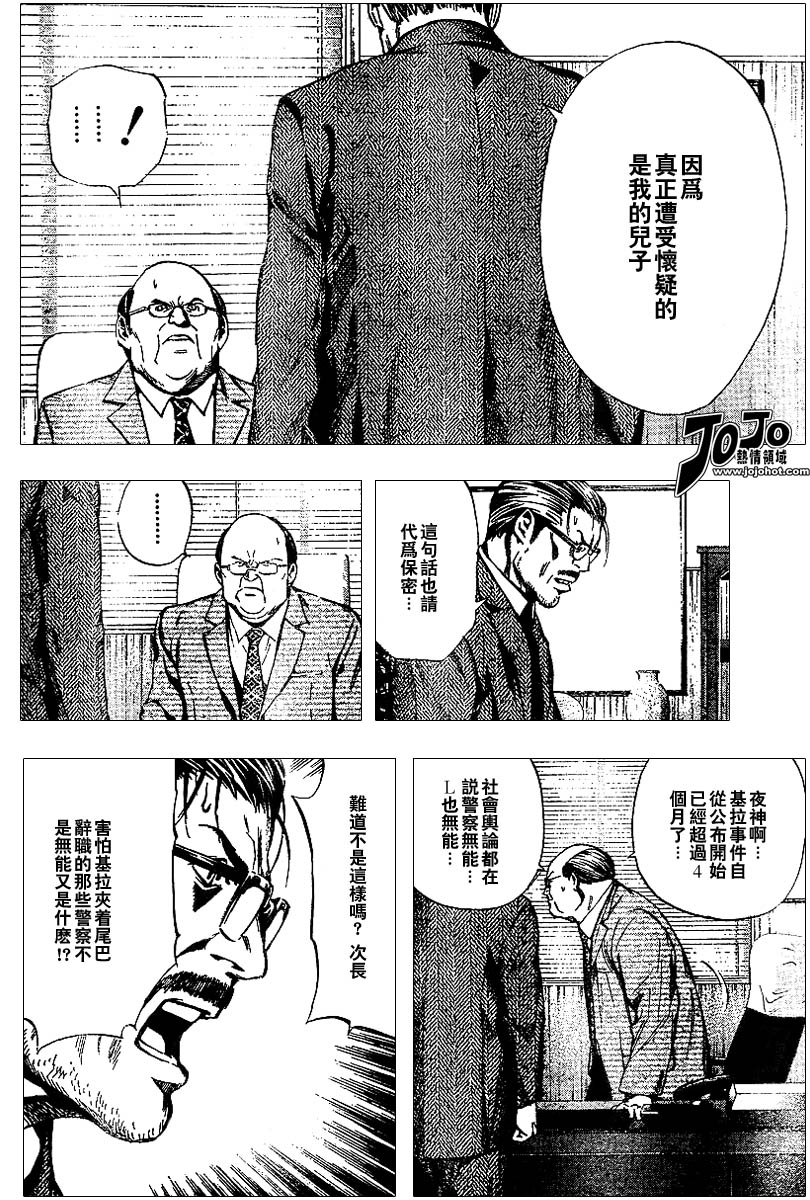 因爲
真正遭受懷疑的
是我的兒子
……！
JOJO
熱情領域
www.jojohot.com
這句話也請
代爲保密…
……
夜神啊…
基拉事件自
從公布開始
已經超過4
個月了…
社會輿論都在
説警察無能…
L也無能…
難道不是這樣嗎？次長
害怕基拉夾着尾巴
辭職的那些警察不
是無能又是什麽!?